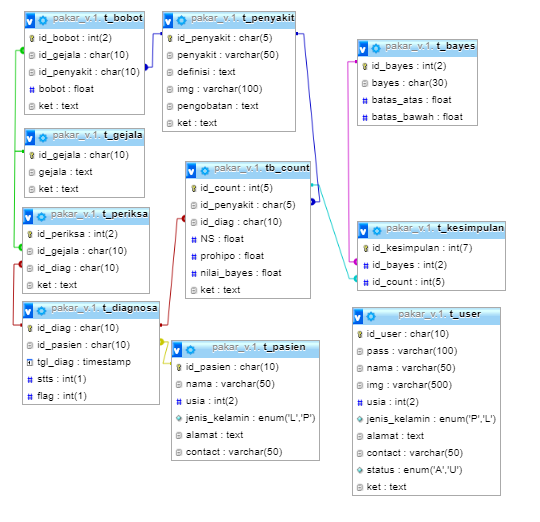 pakar_v.1. t_bobot
id_bobot : int(2)
id_gejala : char(10)
id_penyakit : char(10)
bobot : float
ket : text
pakar_v.1. t_penyakit
id_penyakit : char(5)
penyakit : varchar(50)
definisi : text
img : varchar(100)
pengobatan : text
ket : text
pakar_v.1. t_bayes
id_bayes : int(2)
bayes : char(30)
batas_atas : float
batas_bawah : float
pakar_v.1. t_gejala
id_gejala : char(10)
gejala : text
ket : text
pakar_v.1. tb_count
id_count : int(5)
id_penyakit : char(5)
id_diag : char(10)
NS : float
prohipo : float
nilai_bayes : float
ket : text
pakar_v.1. t_periksa
id_periksa : int(2)
id_gejala : char(10)
id_diag : char(10)
ket : text
pakar_v.1. t_kesimpulan
id_kesimpulan : int(7)
id_bayes : int(2)
id_count : int(5)
pakar_v.1. t_diagnosa
id_diag : char(10)
id_pasien : char(10)
tgl_diag : timestamp
stts : int(1)
flag : int(1)
pakar_v.1. t_pasien
id_pasien : char(10)
nama : varchar(50)
usia : int(2)
jenis_kelamin : enum('L','P')
alamat : text
contact : varchar(50)
pakar_v.1. t_user
id_user : char(10)
pass : varchar(100)
nama : varchar(50)
img : varchar(500)
usia : int(2)
jenis_kelamin : enum('P','L')
alamat : text
contact : varchar(50)
status : enum('A','U')
ket : text